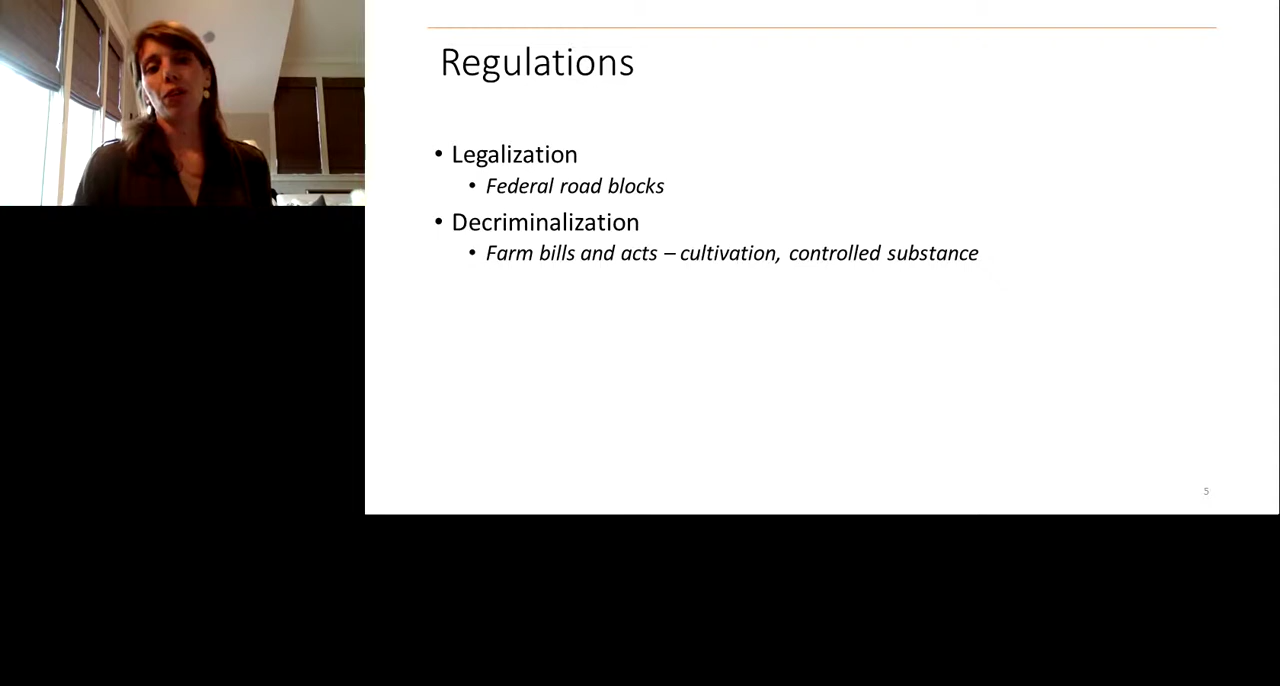 Regulations
• Legalization
• Federal road blocks
• Decriminalization
• Farm bills and acts – cultivation, controlled substance
5